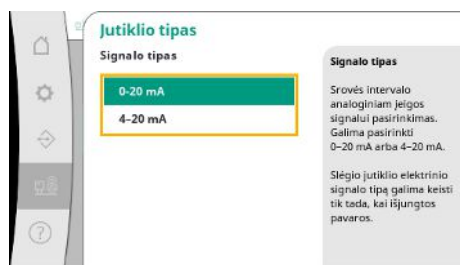 Jutiklio tipas
Signalo tipas
0-20 mA
4–20 mA
Signalo tipas
Srovės intervalo
analoginiam įeigos
signalui pasirinkimas.
Galima pasirinkti
0–20 mA arba 4–20 mA.
Slėgio jutiklio elektrinio
signalo tipą galima keisti
tik tada, kai išjungtos
pavaros.